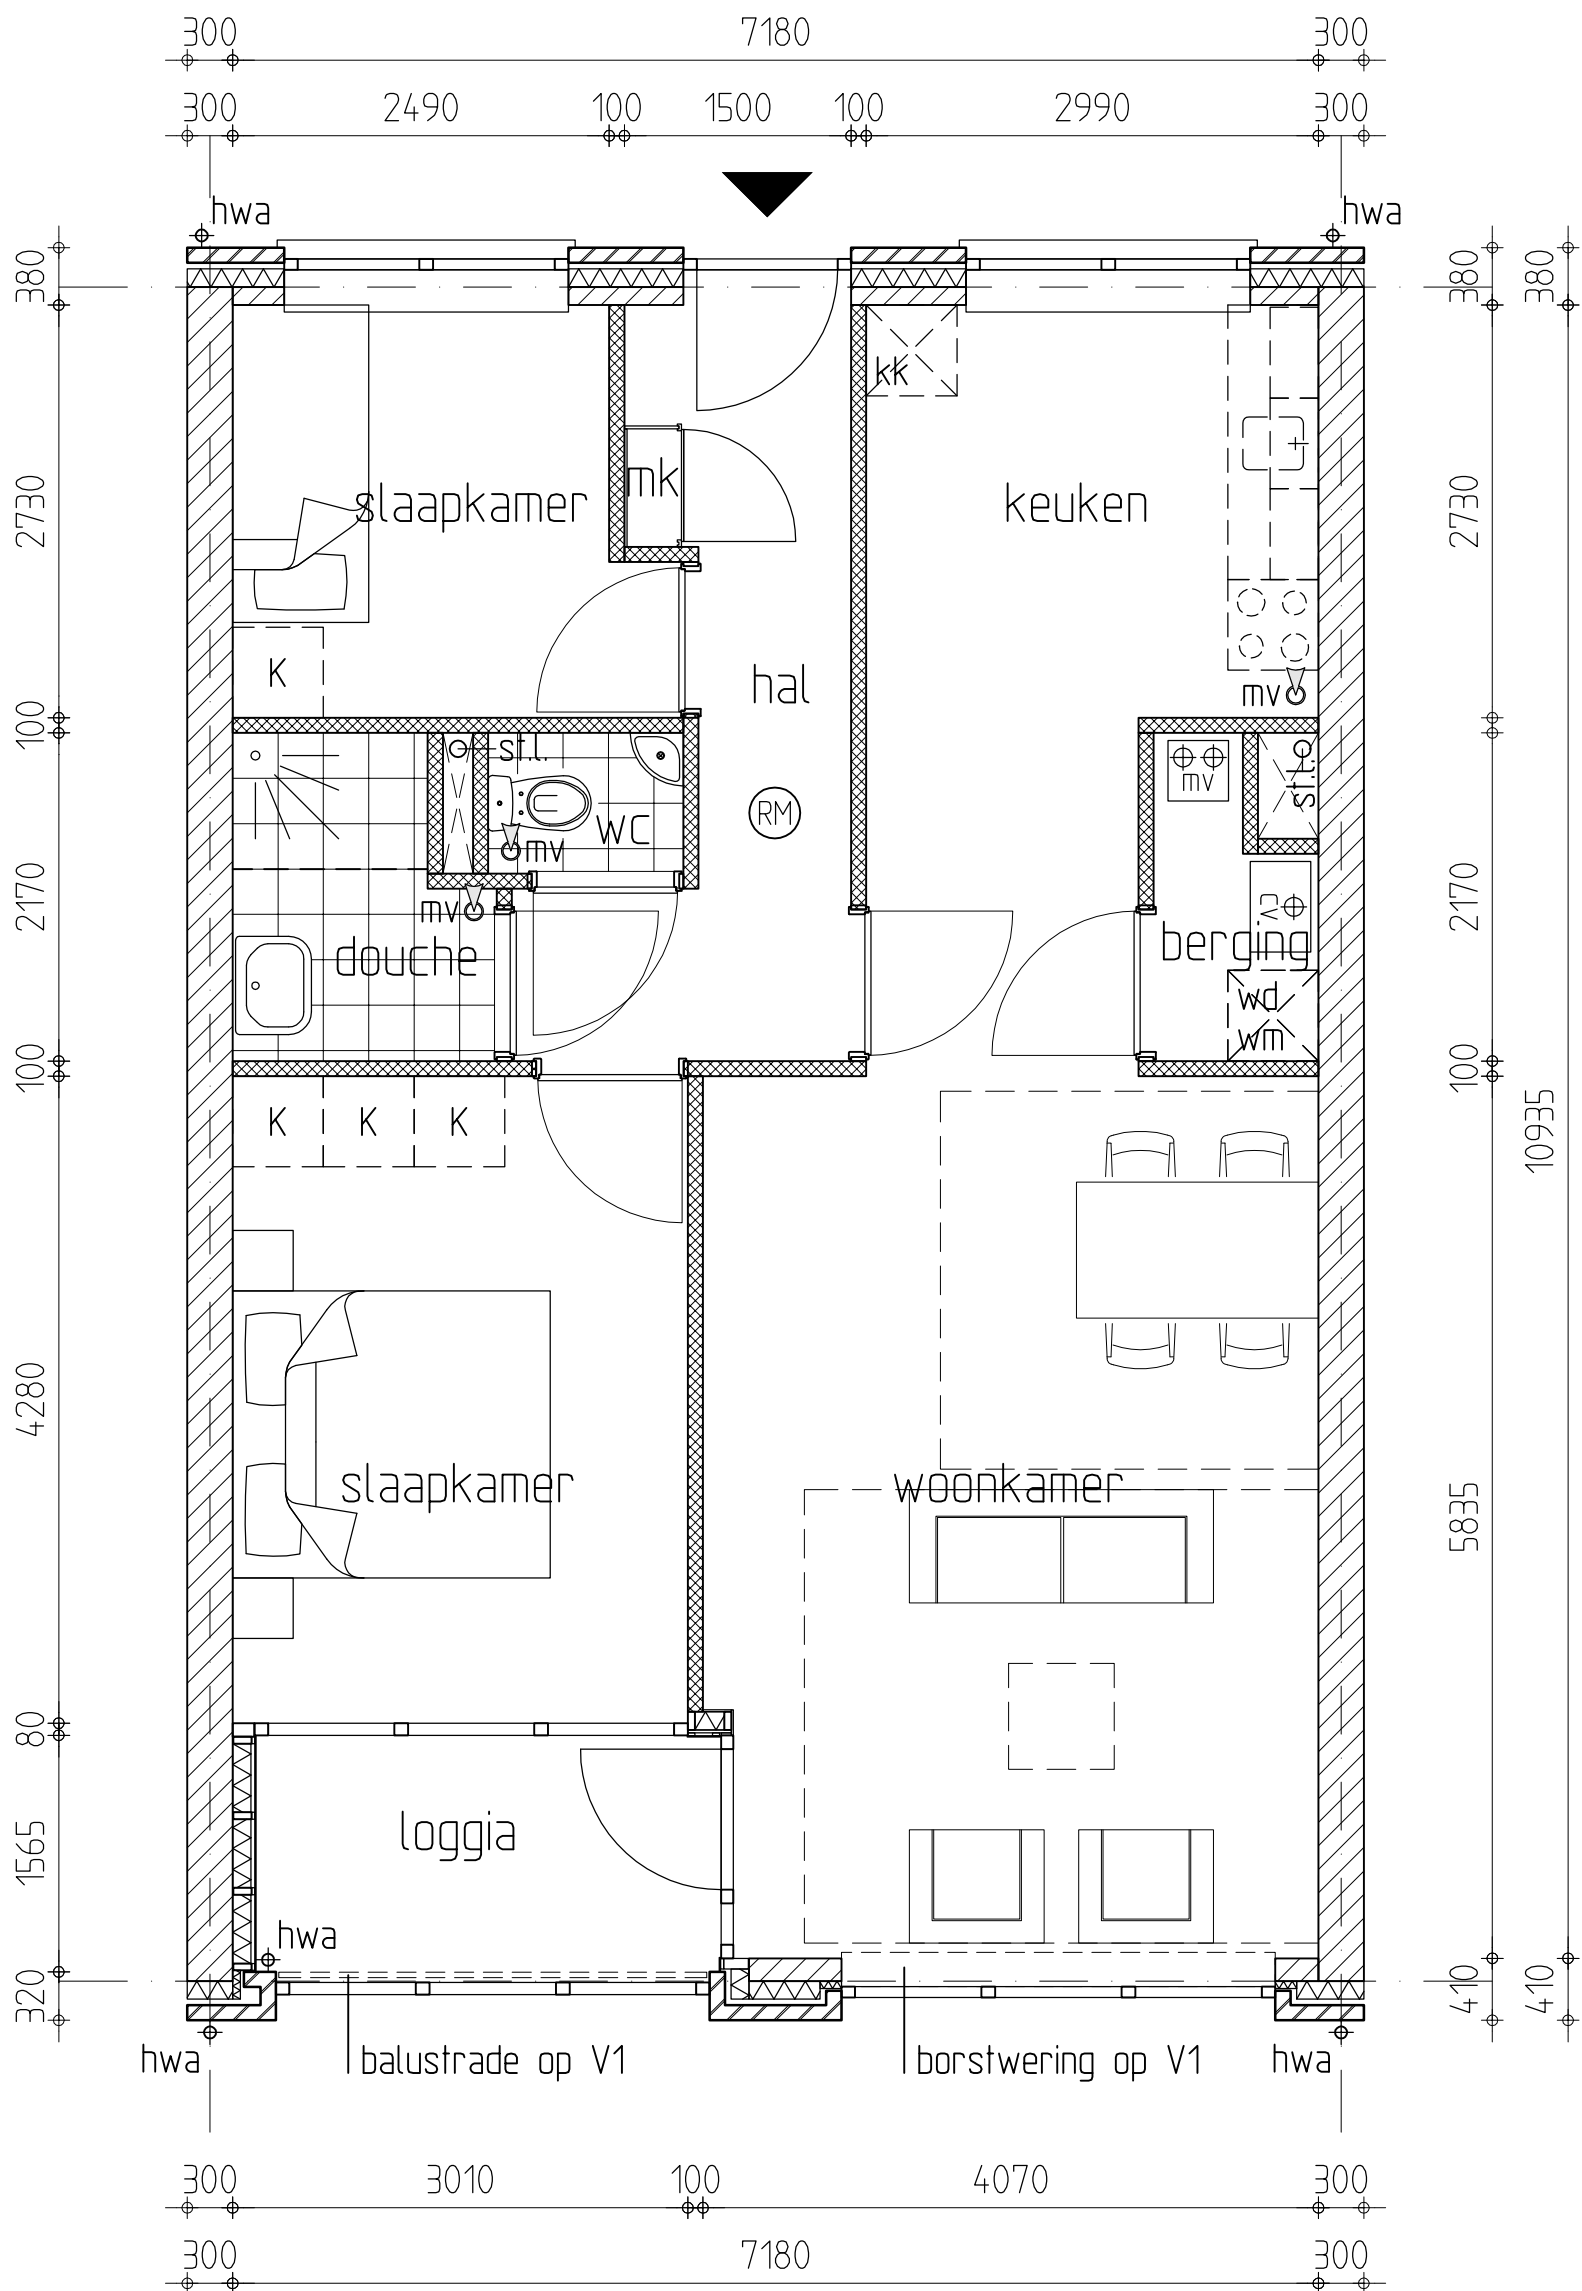 300 7180 300
300 2490 100 1500 100 2990 300
hwa hwa
380 380 380
kk
mk
slaapkamer keuken
2730 2730
K hal mv
100
st.l. mv st.l.
RM
WC
mv
2170 2170
mv cv
douche berging
wd
wm
100 100
K K K
10935
4280
slaapkamer woonkamer
5835
80
loggia
1565
hwa
320 410 410
hwa balustrade op V1 borstwering op V1 hwa
300 3010 100 4070 300
300 7180 300